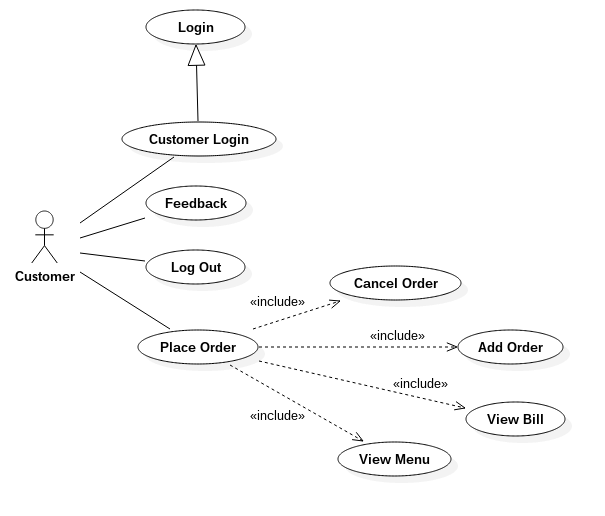 Login
Customer Login
Feedback
Customer
Log Out
Cancel Order
«include»
Place Order
«include»
Add Order
«include»
View Bill
«include»
View Menu